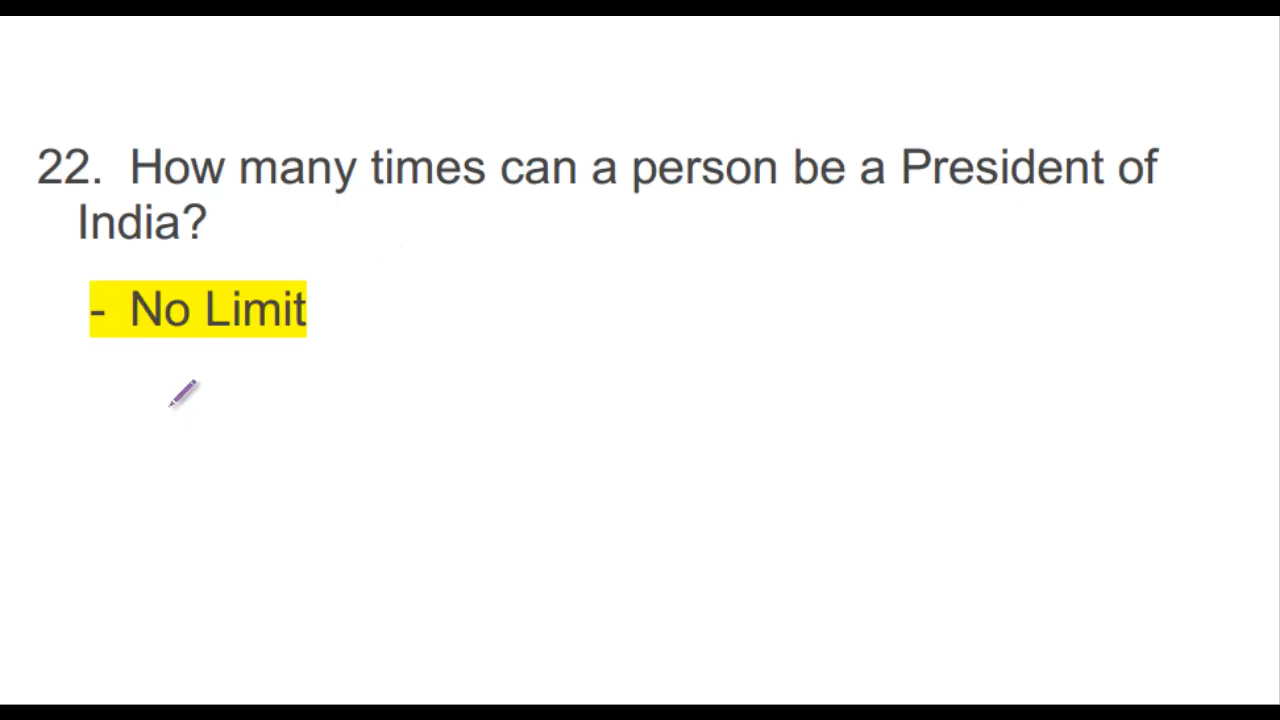 22. How many times can a person be a President of
India?
- No Limit